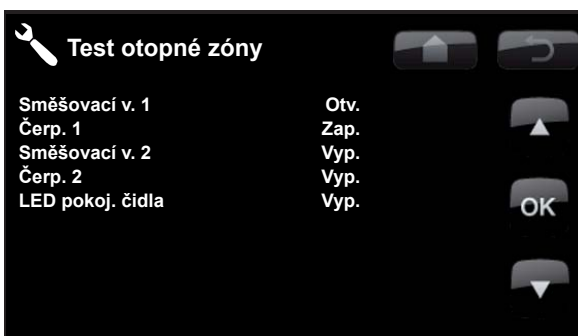 Test otopné zóny
Směšovací v. 1 Otv.
Čerp. 1 Zap.
Směšovací v. 2 Vyp.
Čerp. 2 Vyp.
LED pokoj. čidla Vyp.
OK